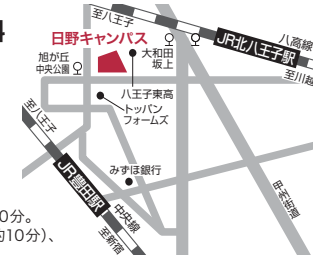 至八王子
日野キャンパス
八高線
JR北八王子駅
至川越
旭が丘
中央公園
大和田
坂上
八王子東高
トッパン
フォームズ
至八王子
みずほ銀行
JR豊田駅
中央線
至新宿
甲州街道
0分。
約10分)、